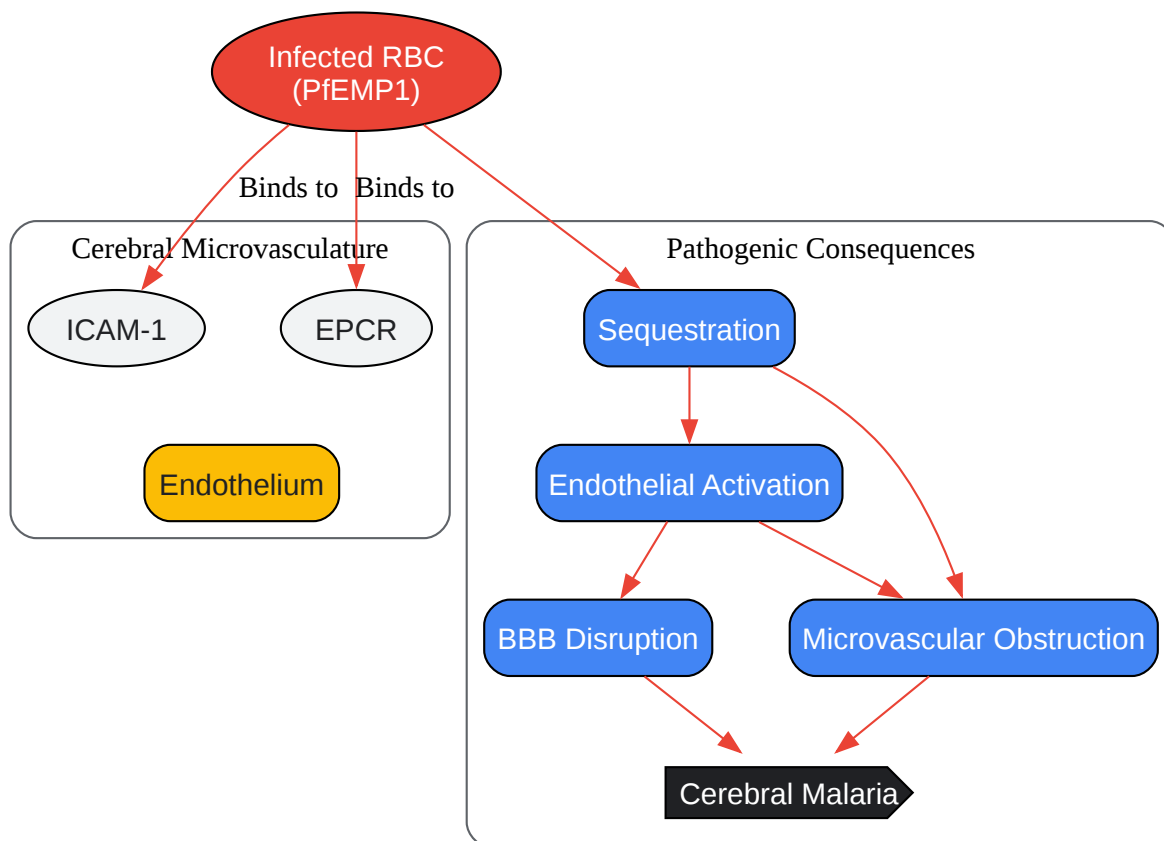 Infected RBC
(PfEMP1)
Binds to
Binds to
Cerebral Microvasculature
Pathogenic Consequences
ICAM-1
EPCR
Sequestration
Endothelium
Endothelial Activation
BBB Disruption
Microvascular Obstruction
Cerebral Malaria